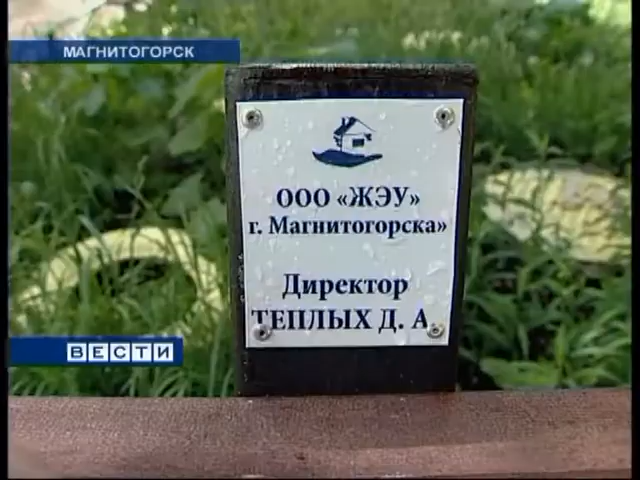 МАГНИТОГОРСК
ООО «ЖЭУ»
г. Магнитогорска»
Директор
ТЕПЛЫХ Д. А
ВЕСТИ